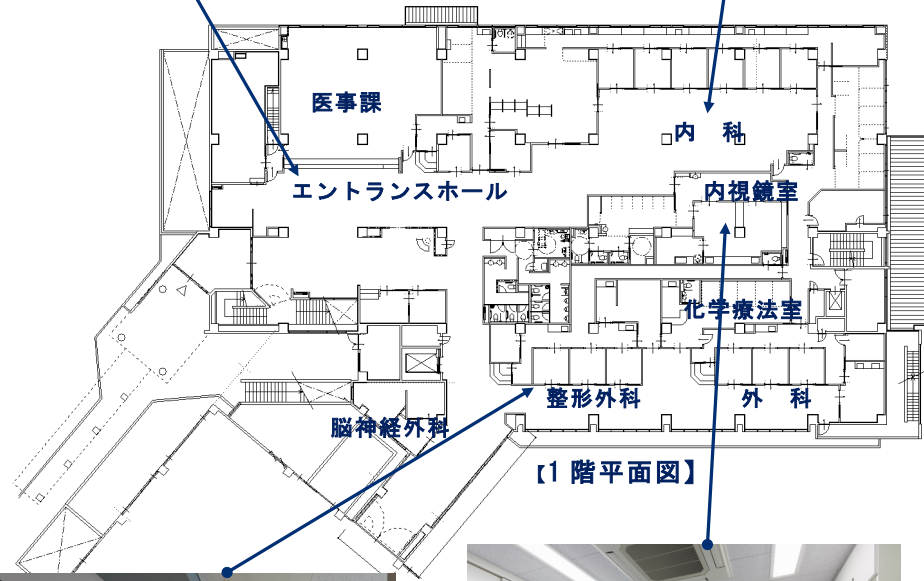 医事課
内 科
エントランスホール
内視鏡室
化学療法室
整形外科
外 科
脳神経外科
【1階平面図】